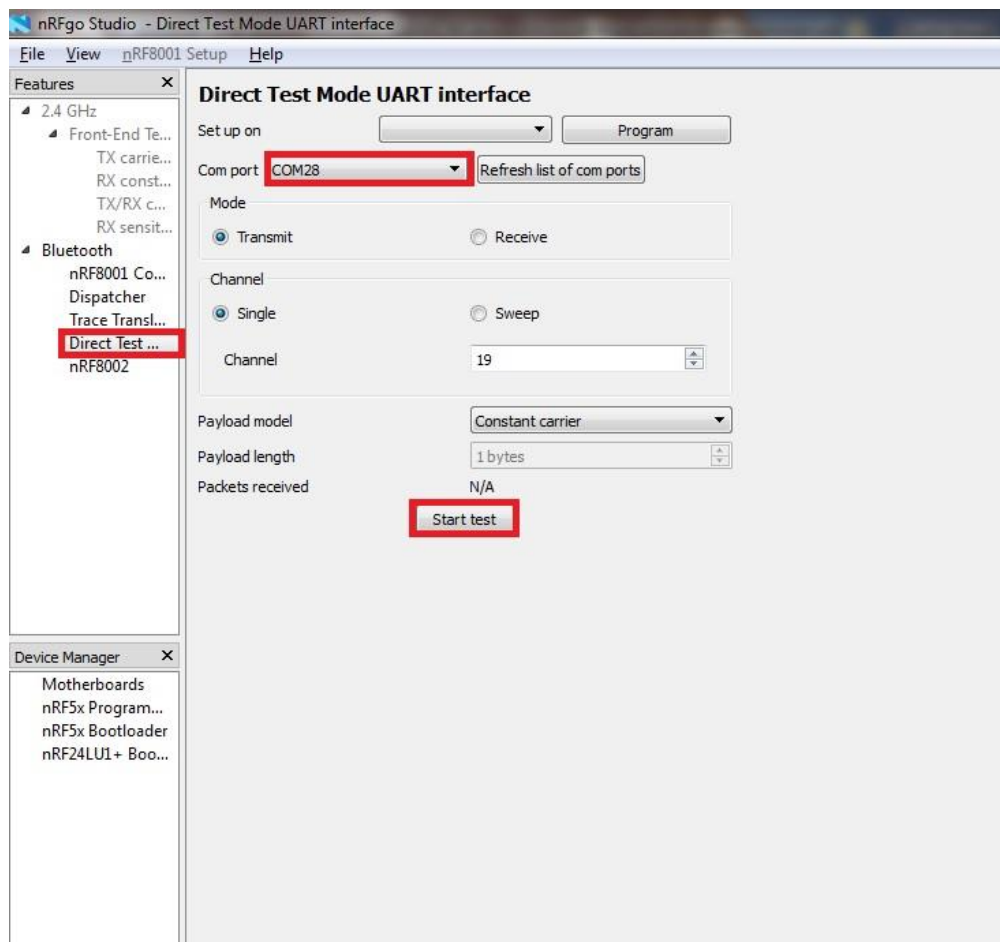 nRFgo Studio - Direct Test Mode UART interface
File View nRF8001 Setup Help
Features
2.4 GHz
Front-End Te...
TX carrie...
RX const...
TX/RX c...
RX sensit...
Bluetooth
nRF8001 Co...
Dispatcher
Trace Transl...
Direct Test ...
nRF8002
Direct Test Mode UART interface
Set up on Program
Com port COM28 Refresh list of com ports
Mode
Transmit Receive
Channel
Single Sweep
Channel 19
Payload model Constant carrier
Payload length 1 bytes
Packets received N/A
Start test
Device Manager
Motherboards
nRF5x Program...
nRF5x Bootloader
nRF24LU1+ Boo...